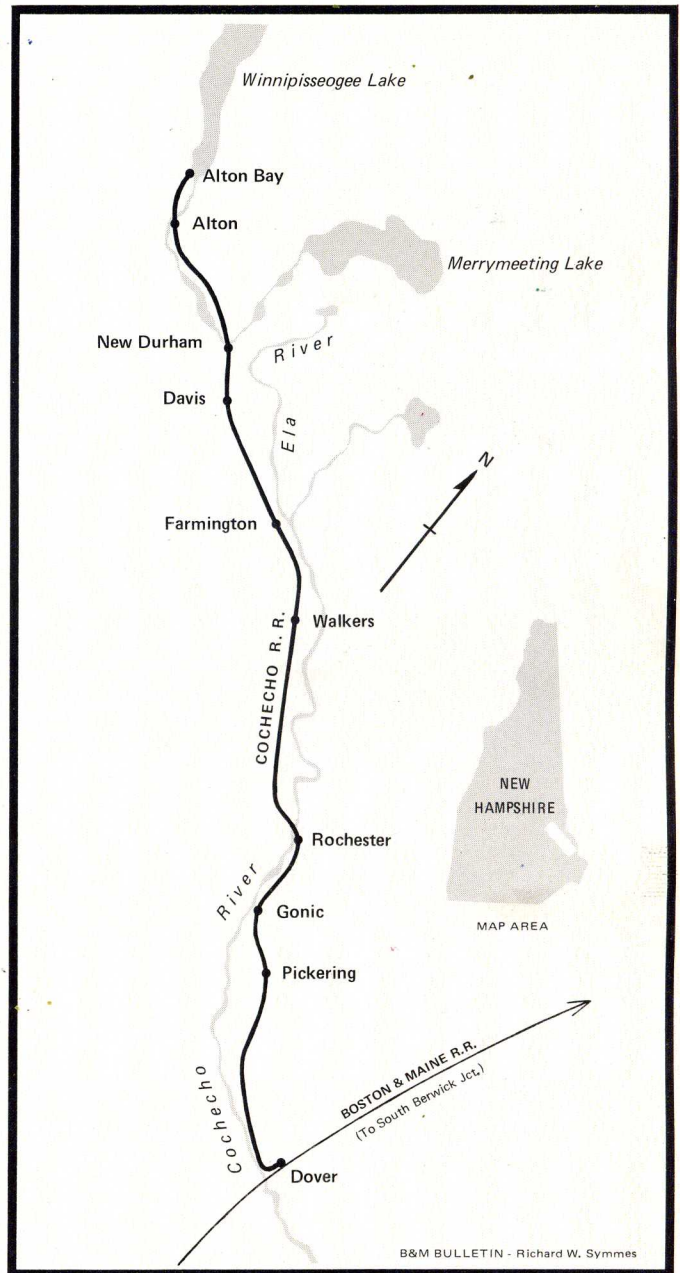 Winnipisseogee Lake
Alton Bay
Alton
Merrymeeting Lake
New Durham
River
Davis
Ela
N
Farmington
Walkers
COCHECHO R.R.
NEW
HAMPSHIRE
Rochester
River
Gonic
MAP AREA
Pickering
BOSTON & MAINE R.R.
(To South Berwick Jct.)
Cochecho
Dover
B&M BULLETIN - Richard W. Symmes